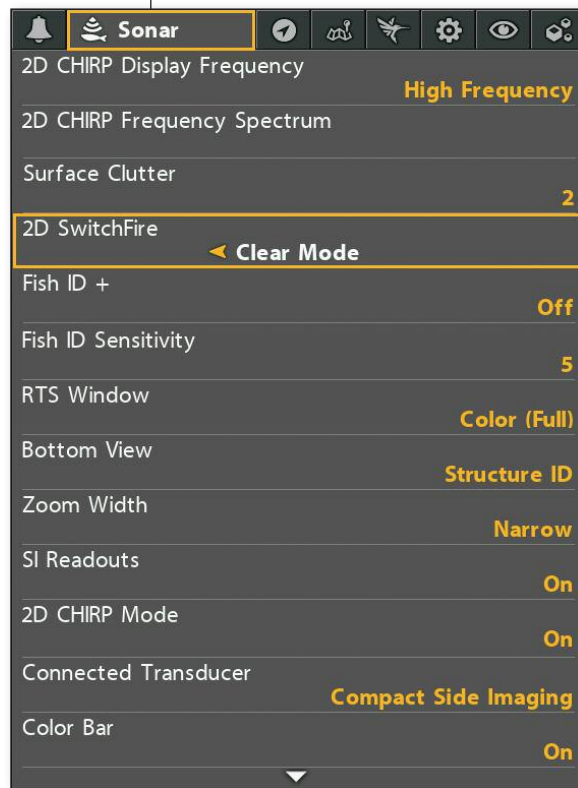 Sonar
2D CHIRP Display Frequency
High Frequency
2D CHIRP Frequency Spectrum
Surface Clutter
2
2D SwitchFire
Clear Mode
Fish ID +
Off
Fish ID Sensitivity
5
RTS Window
Color (Full)
Bottom View
Structure ID
Zoom Width
Narrow
SI Readouts
On
2D CHIRP Mode
On
Connected Transducer
Compact Side Imaging
Color Bar
On